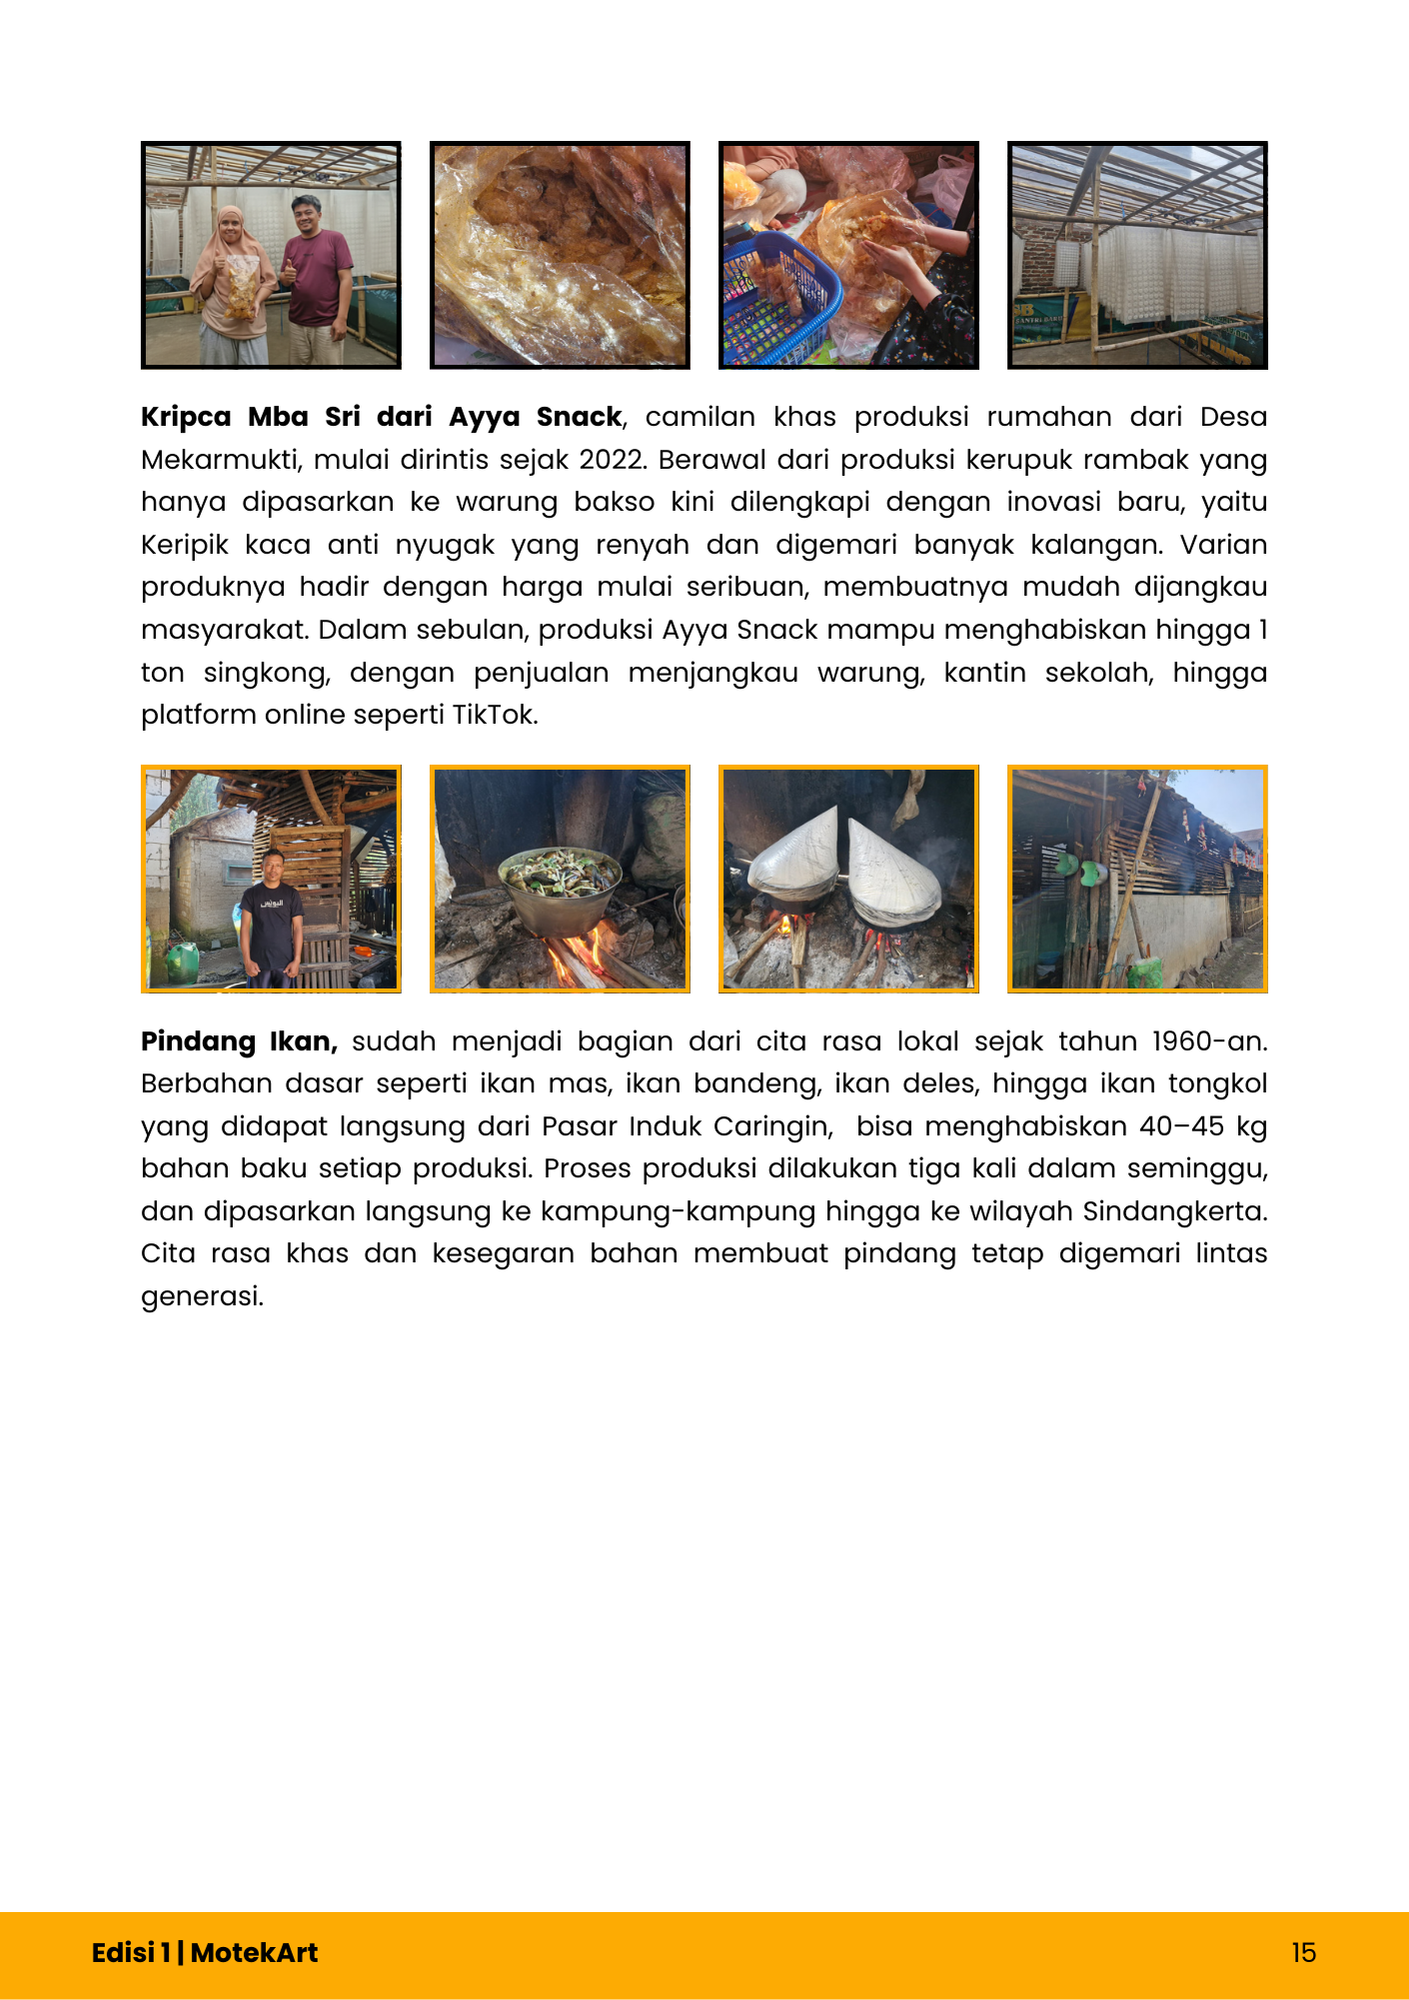 Kripca Mba Sri dari Ayya Snack, camilan khas produksi rumahan dari Desa
Mekarmukti, mulai dirintis sejak 2022. Berawal dari produksi kerupuk rambak yang
hanya dipasarkan ke warung bakso kini dilengkapi dengan inovasi baru, yaitu
Keripik kaca anti nyugak yang renyah dan digemari banyak kalangan. Varian
produknya hadir dengan harga mulai seribuan, membuatnya mudah dijangkau
masyarakat. Dalam sebulan, produksi Ayya Snack mampu menghabiskan hingga 1
ton singkong, dengan penjualan menjangkau warung, kantin sekolah, hingga
platform online seperti TikTok.
Pindang Ikan, sudah menjadi bagian dari cita rasa lokal sejak tahun 1960-an.
Berbahan dasar seperti ikan mas, ikan bandeng, ikan deles, hingga ikan tongkol
yang didapat langsung dari Pasar Induk Caringin, bisa menghabiskan 40–45 kg
bahan baku setiap produksi. Proses produksi dilakukan tiga kali dalam seminggu,
dan dipasarkan langsung ke kampung-kampung hingga ke wilayah Sindangkerta.
Cita rasa khas dan kesegaran bahan membuat pindang tetap digemari lintas
generasi.
Edisi 1 | MotekArt
15